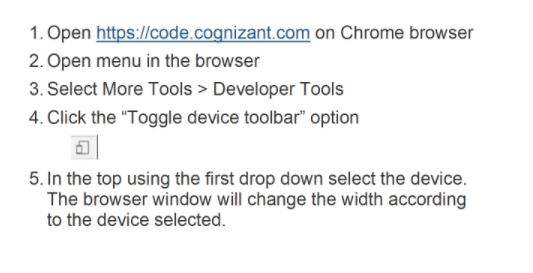 1. Open https://code.cognizant.com on Chrome browser
2. Open menu in the browser
3. Select More Tools > Developer Tools
4. Click the “Toggle device toolbar” option
5. In the top using the first drop down select the device.
The browser window will change the width according
to the device selected.